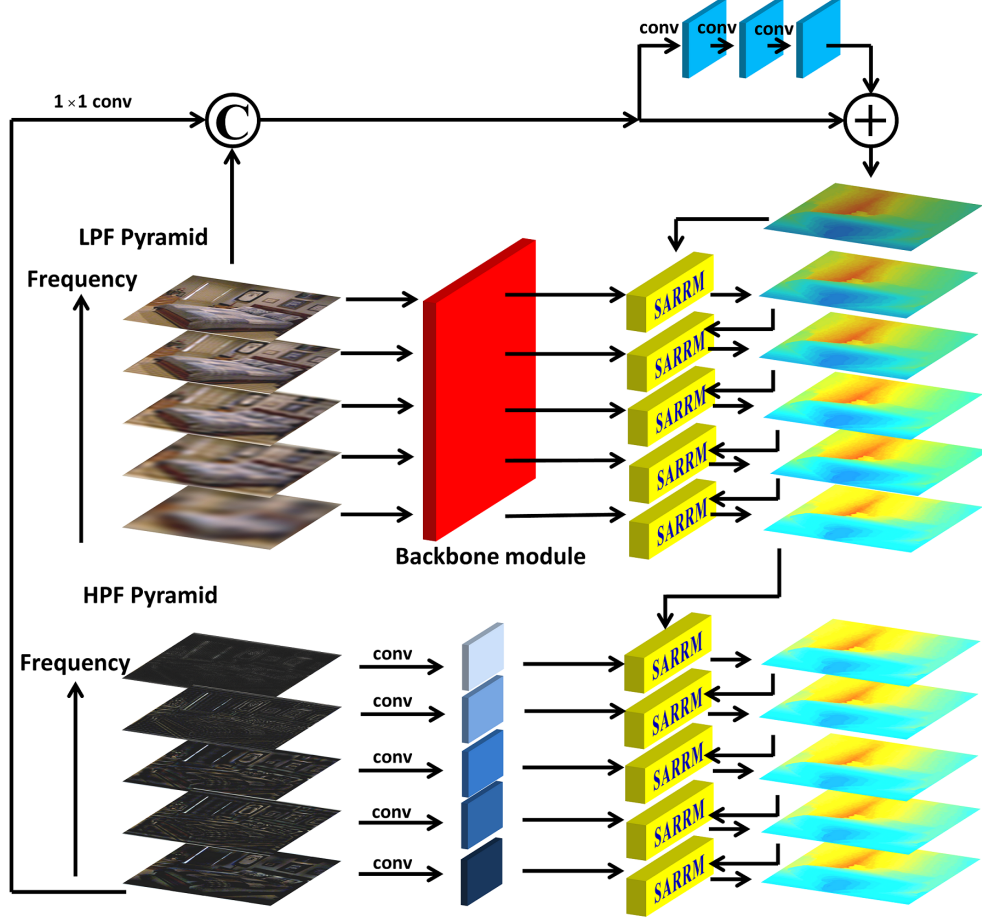 conv conv conv
1×1 conv
C
LPF Pyramid
Frequency
SARRM
SARRM
SARRM
SARRM
SARRM
Backbone module
HPF Pyramid
Frequency
conv
SARRM
conv
SARRM
conv
SARRM
conv
SARRM
conv
SARRM